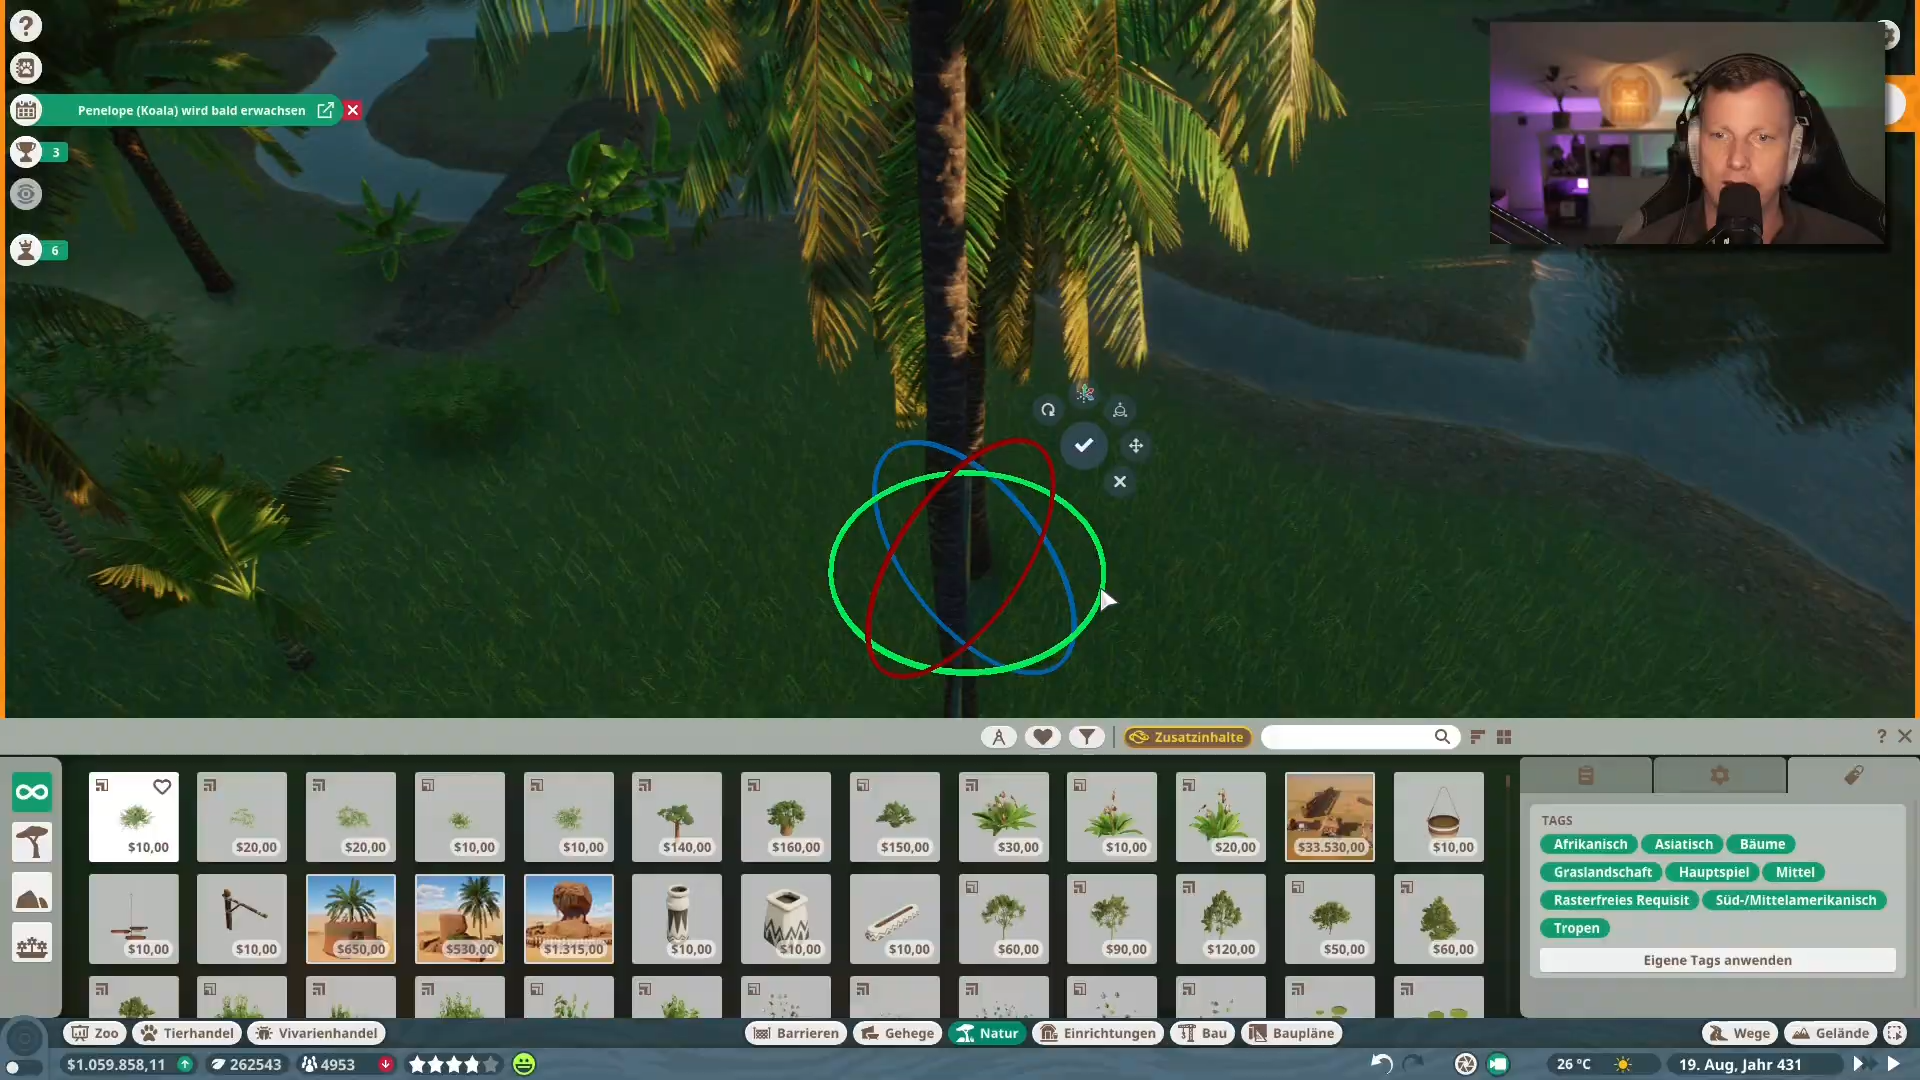 ?
Penelope (Koala) wird bald erwachsen
3
6
Zusatzinhalte
?
$10,00 $20,00 $20,00 $10,00 $10,00 $140,00 $160,00 $150,00 $30,00 $10,00 $20,00 $33.530,00 $10,00
$10,00 $10,00 $650,00 $530,00 $1.315,00 $10,00 $10,00 $10,00 $60,00 $90,00 $120,00 $50,00 $60,00
TAGS
Afrikanisch Asiatisch Bäume
Graslandschaft Hauptspiel Mittel
Rasterfreies Requisit Süd-/Mittelamerikanisch
Tropen
Eigene Tags anwenden
Zoo Tierhandel Vivarienhandel Barrieren Gehege Natur Einrichtungen Bau Baupläne Wege Gelände
$1.059.858,11 262543 4953 26 °C 19. Aug, Jahr 431